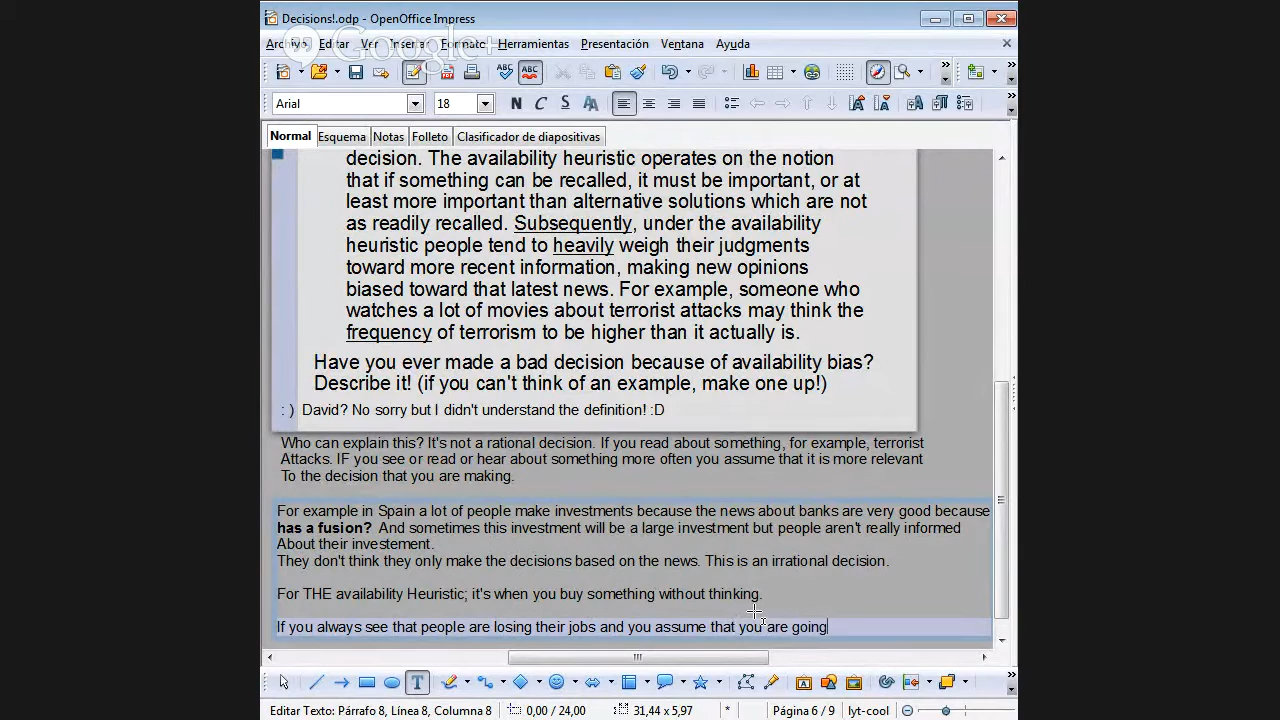 Decisions!.odp - OpenOffice Impress
Archivo Editar Ver Insertar Formato Herramientas Presentación Ventana Ayuda
Google+
Arial 18
Normal Esquema Notas Folleto Clasificador de diapositivas
decision. The availability heuristic operates on the notion
that if something can be recalled, it must be important, or at
least more important than alternative solutions which are not
as readily recalled. Subsequently, under the availability
heuristic people tend to heavily weigh their judgments
toward more recent information, making new opinions
biased toward that latest news. For example, someone who
watches a lot of movies about terrorist attacks may think the
frequency of terrorism to be higher than it actually is.
Have you ever made a bad decision because of availability bias?
Describe it! (if you can't think of an example, make one up!)
: ) David? No sorry but I didn't understand the definition! :D
Who can explain this? It's not a rational decision. If you read about something, for example, terrorist
Attacks. IF you see or read or hear about something more often you assume that it is more relevant
To the decision that you are making.
For example in Spain a lot of people make investments because the news about banks are very good because
has a fusion? And sometimes this investment will be a large investment but people aren't really informed
About their investement.
They don't think they only make the decisions based on the news. This is an irrational decision.
For THE availability Heuristic; it's when you buy something without thinking.
If you always see that people are losing their jobs and you assume that you are going
Editar Texto: Párrafo 8, Línea 8, Columna 8 0,00 / 24,00 31,44 x 5,97 * Página 6 / 9 lyt-cool